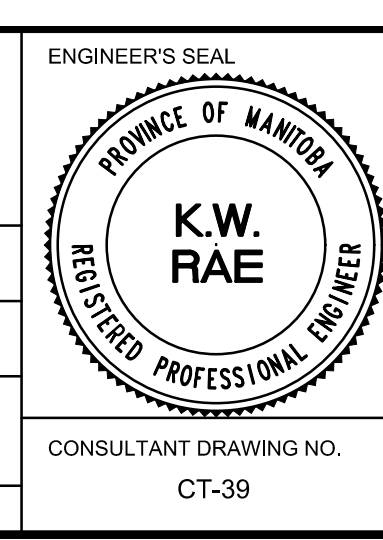 ENGINEER'S SEAL
PROVINCE OF MANITOBA
K.W.
RAE
REGISTERED PROFESSIONAL ENGINEER
CONSULTANT DRAWING NO.
CT-39